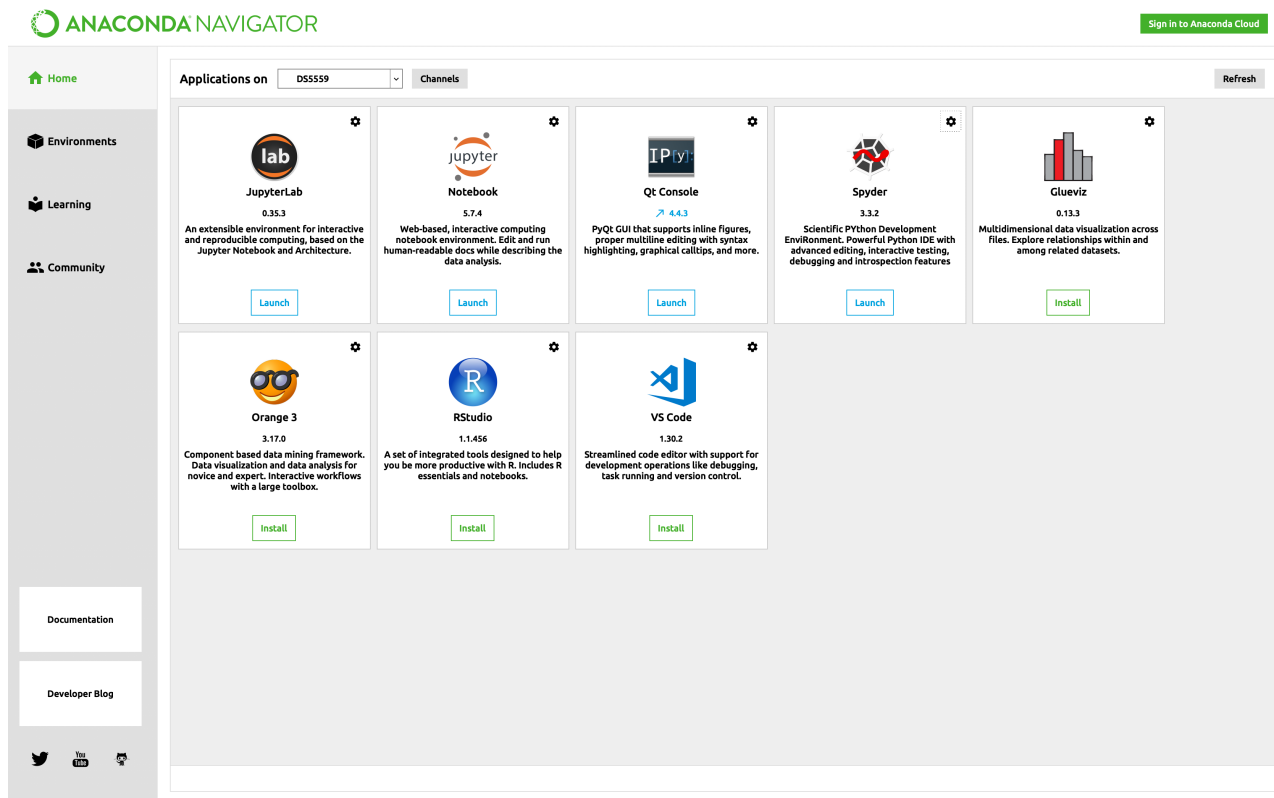 ANACONDA NAVIGATOR
Sign in to Anaconda Cloud
Home
Environments
Learning
Community
Documentation
Developer Blog
You
Tube
Applications on DS5559 Channels Refresh
lab
JupyterLab
0.35.3
An extensible environment for interactive
and reproducible computing, based on the
Jupyter Notebook and Architecture.
Launch
jupyter
Notebook
5.7.4
Web-based, interactive computing
notebook environment. Edit and run
human-readable docs while describing the
data analysis.
Launch
IP[y]:
Qt Console
4.4.3
PyQt GUI that supports inline figures,
proper multiline editing with syntax
highlighting, graphical calltips, and more.
Launch
Spyder
3.3.2
Scientific PYthon Development
EnviRonment. Powerful Python IDE with
advanced editing, interactive testing,
debugging and introspection features
Launch
Glueviz
0.13.3
Multidimensional data visualization across
files. Explore relationships within and
among related datasets.
Install
Orange 3
3.17.0
Component based data mining framework.
Data visualization and data analysis for
novice and expert. Interactive workflows
with a large toolbox.
Install
R
RStudio
1.1.456
A set of integrated tools designed to help
you be more productive with R. Includes R
essentials and notebooks.
Install
VS Code
1.30.2
Streamlined code editor with support for
development operations like debugging,
task running and version control.
Install